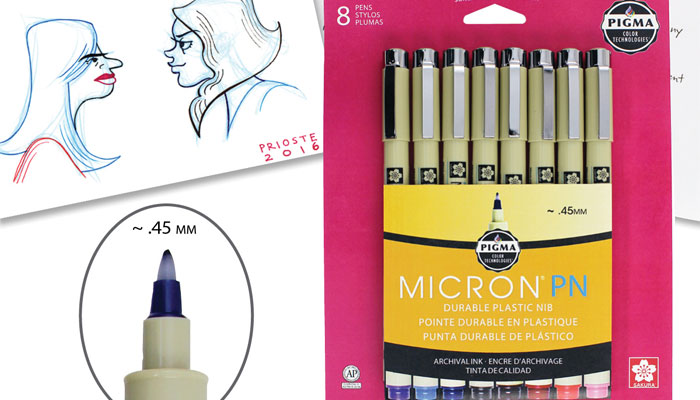 PRIOSTE
2016
~ .45 MM
8 PENS
STYLOS
PLUMAS
PIGMA
COLOR
TECHNOLOGIES
~ .45MM
PIGMA
COLOR
TECHNOLOGIES
MICRON® PN
DURABLE PLASTIC NIB
POINTE DURABLE EN PLASTIQUE
PUNTA DURABLE DE PLÁSTICO
ARCHIVAL INK · ENCRE D'ARCHIVAGE
TINTA DE CALIDAD
AP
SAKURA